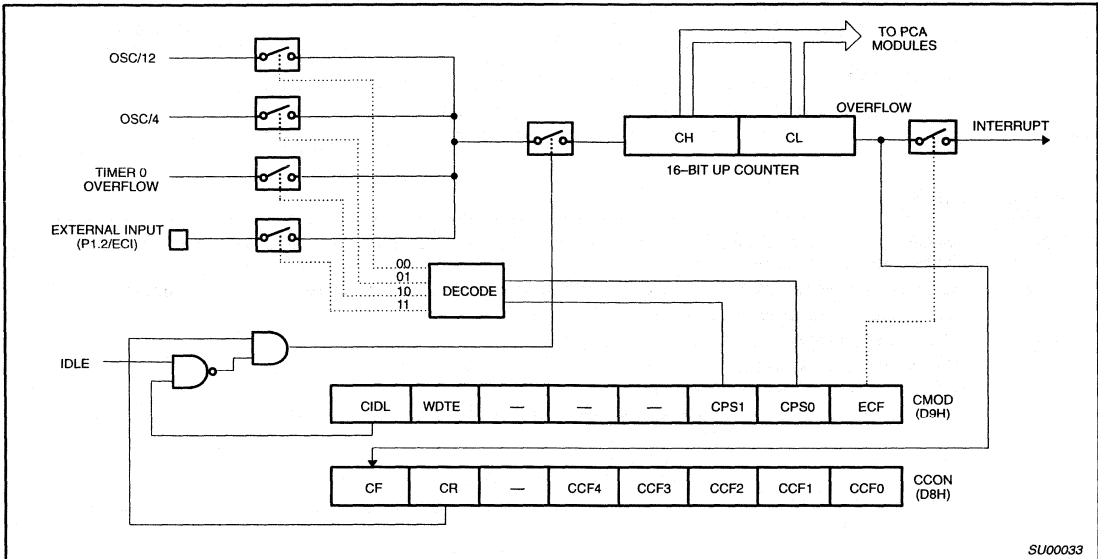 TO PCA
MODULES
OSC/12
OSC/4
OVERFLOW
INTERRUPT
CH
CL
16–BIT UP COUNTER
TIMER 0
OVERFLOW
EXTERNAL INPUT
(P1.2/ECI)
00
01
10
11
DECODE
IDLE
CIDL WDTE — — — CPS1 CPS0 ECF
CMOD
(D9H)
CF CR — CCF4 CCF3 CCF2 CCF1 CCF0
CCON
(D8H)
SU00033